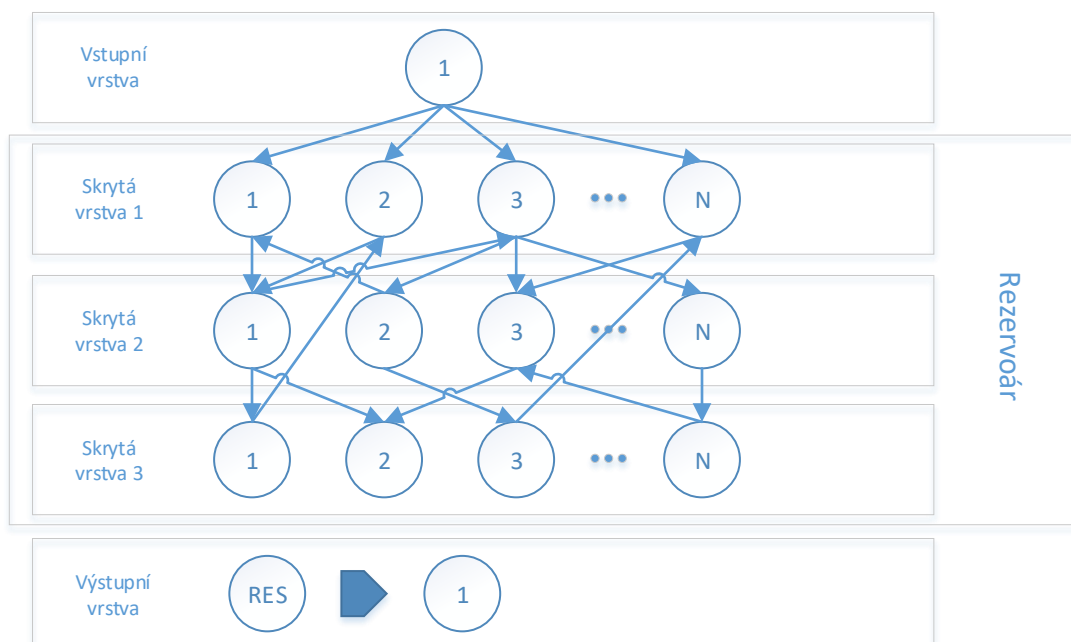 Vstupní
vrstva
1
Skrytá
vrstva 1
1 2 3 N
Skrytá
vrstva 2
1 2 3 N
Rezervoár
Skrytá
vrstva 3
1 2 3 N
Výstupní
vrstva
RES 1